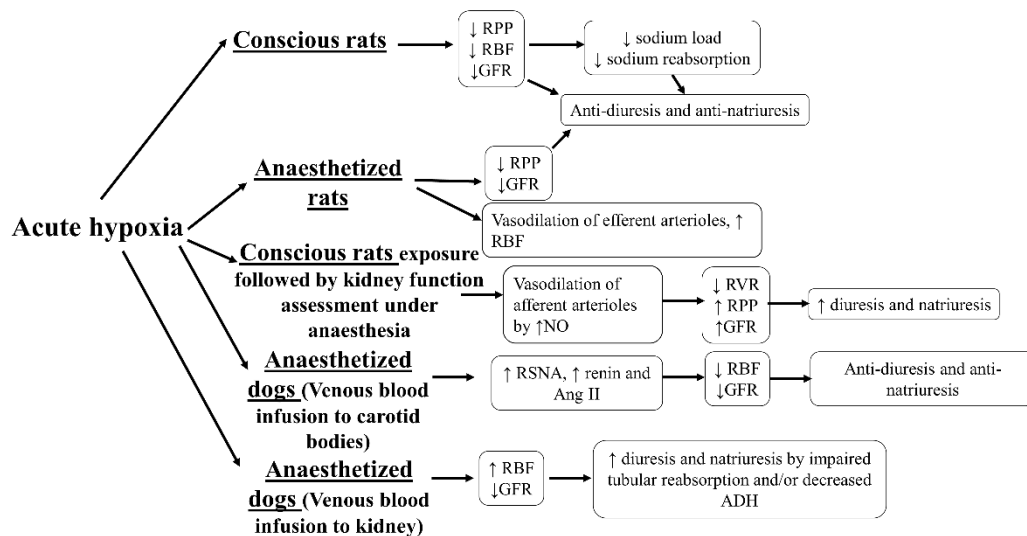 Conscious rats
↓ RPP
↓ RBF
↓GFR
↓ sodium load
↓ sodium reabsorption
Anti-diuresis and anti-natriuresis
Acute hypoxia
Anaesthetized
rats
↓ RPP
↓GFR
Vasodilation of efferent arterioles, ↑
RBF
Conscious rats exposure
followed by kidney function
assessment under
anaesthesia
Vasodilation of
afferent arterioles
by ↑NO
↓ RVR
↑ RPP
↑GFR
↑ diuresis and natriuresis
Anaesthetized
dogs (Venous blood
infusion to carotid
bodies)
↑ RSNA, ↑ renin and
Ang II
↓ RBF
↓GFR
Anti-diuresis and anti-
natriuresis
Anaesthetized
dogs (Venous blood
infusion to kidney)
↑ RBF
↓GFR
↑ diuresis and natriuresis by impaired
tubular reabsorption and/or decreased
ADH